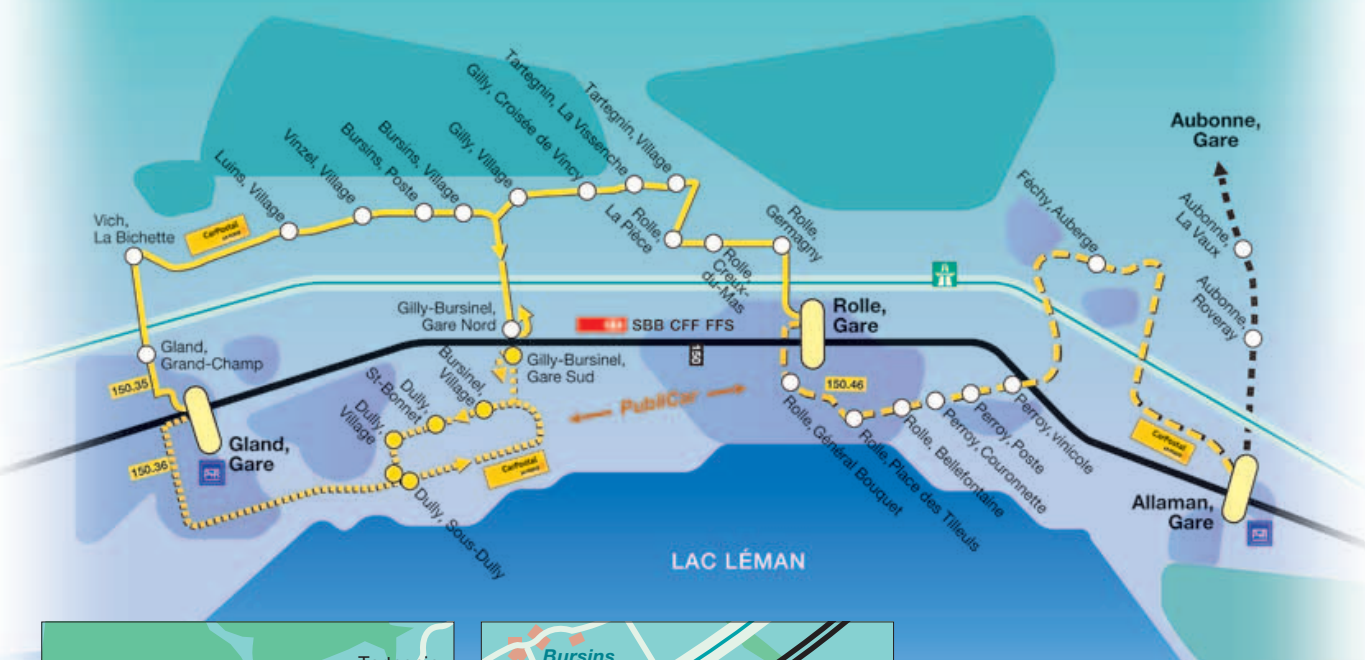 Tartegnin, La Vissenche
Tartegnin, Village
Gilly, Croisée de Vincy
Gilly, Village
Bursins, Village
Bursins, Poste
Vinzel, Village
Luins, Village
Vich,
La Bichette
CarPostal
Rolle,
La Pièce
Rolle,
Creux-
du-Mas
Rolle,
Germagny
Aubonne,
Gare
Féchy, Auberge
Aubonne,
La Vaux
Aubonne,
Roveray
Gilly-Bursinel,
Gare Nord
SBB CFF FFS
Rolle,
Gare
Gland,
Grand-Champ
Gilly-Bursinel,
Gare Sud
150
150.35
Bursinel,
Village
Dully,
St-Bonnet
Dully,
Village
PubliCar
150.46
Rolle, Général Bouquet
Rolle, Place des Tilleuls
Rolle, Bellefontaine
Perroy, Couronnette
Perroy, Poste
Perroy, vinicole
Gland,
Gare
150.36
CarPostal
CarPostal
Dully, Sous-Dully
Allaman,
Gare
LAC LÉMAN
Bursins